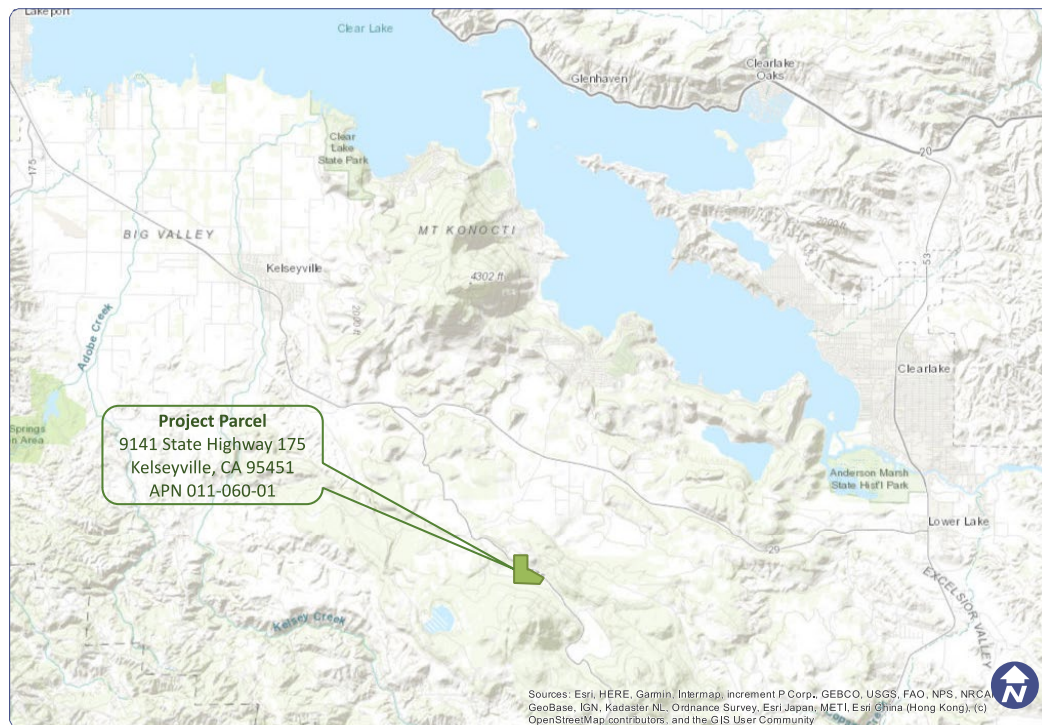 Lakeport
Clear Lake
Glenhaven
Clearlake
Oaks
Clear
Lake
State Park
20
175
BIG VALLEY
MT KONOCTI
2000 ft
Kelseyville
4302 ft
53
2000 ft
Adobe Creek
Clearlake
Springs
n Area
Project Parcel
9141 State Highway 175
Kelseyville, CA 95451
APN 011-060-01
Anderson Marsh
State Hist'l Park
Lower Lake
29
EXCELSIOR VALLEY
Kelsey Creek
Sources: Esri, HERE, Garmin, Intermap, increment P Corp., GEBCO, USGS, FAO, NPS, NRCA
GeoBase, IGN, Kadaster NL, Ordnance Survey, Esri Japan, METI, Esri China (Hong Kong), (c)
OpenStreetMap contributors, and the GIS User Community
N